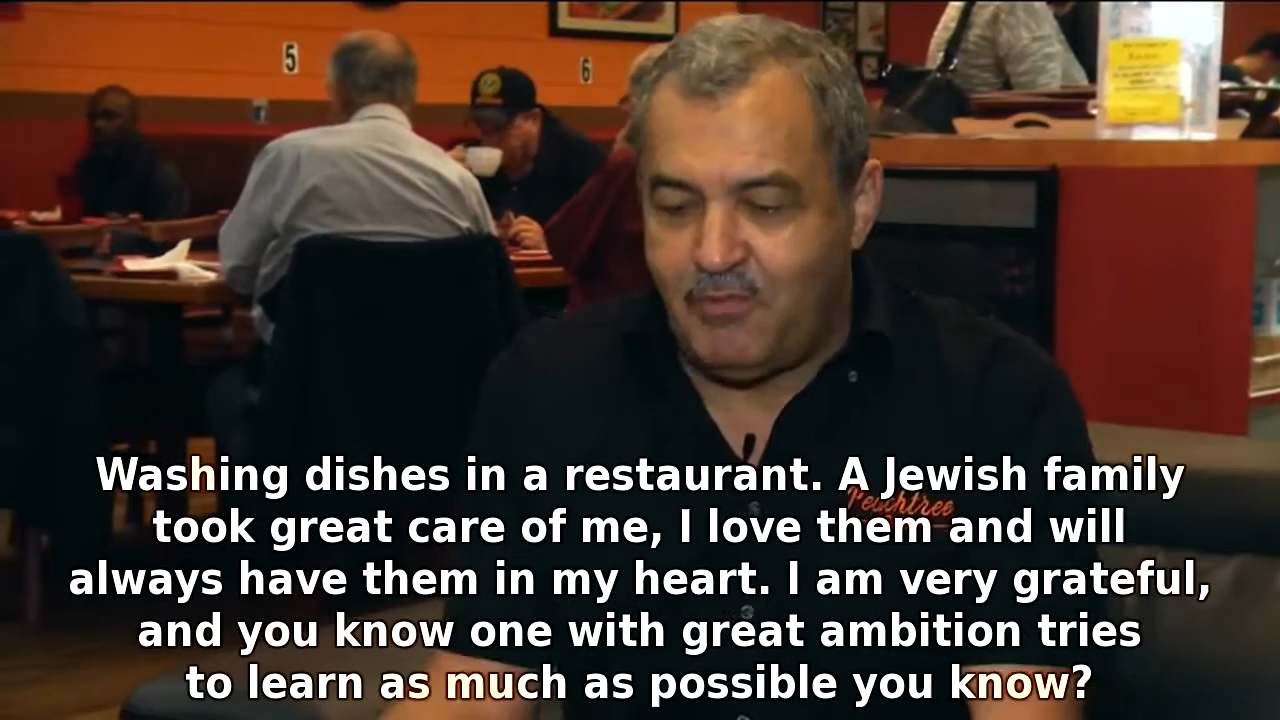 5
6
7
Peachtree
Washing dishes in a restaurant. A Jewish family
took great care of me, I love them and will
always have them in my heart. I am very grateful,
and you know one with great ambition tries
to learn as much as possible you know?